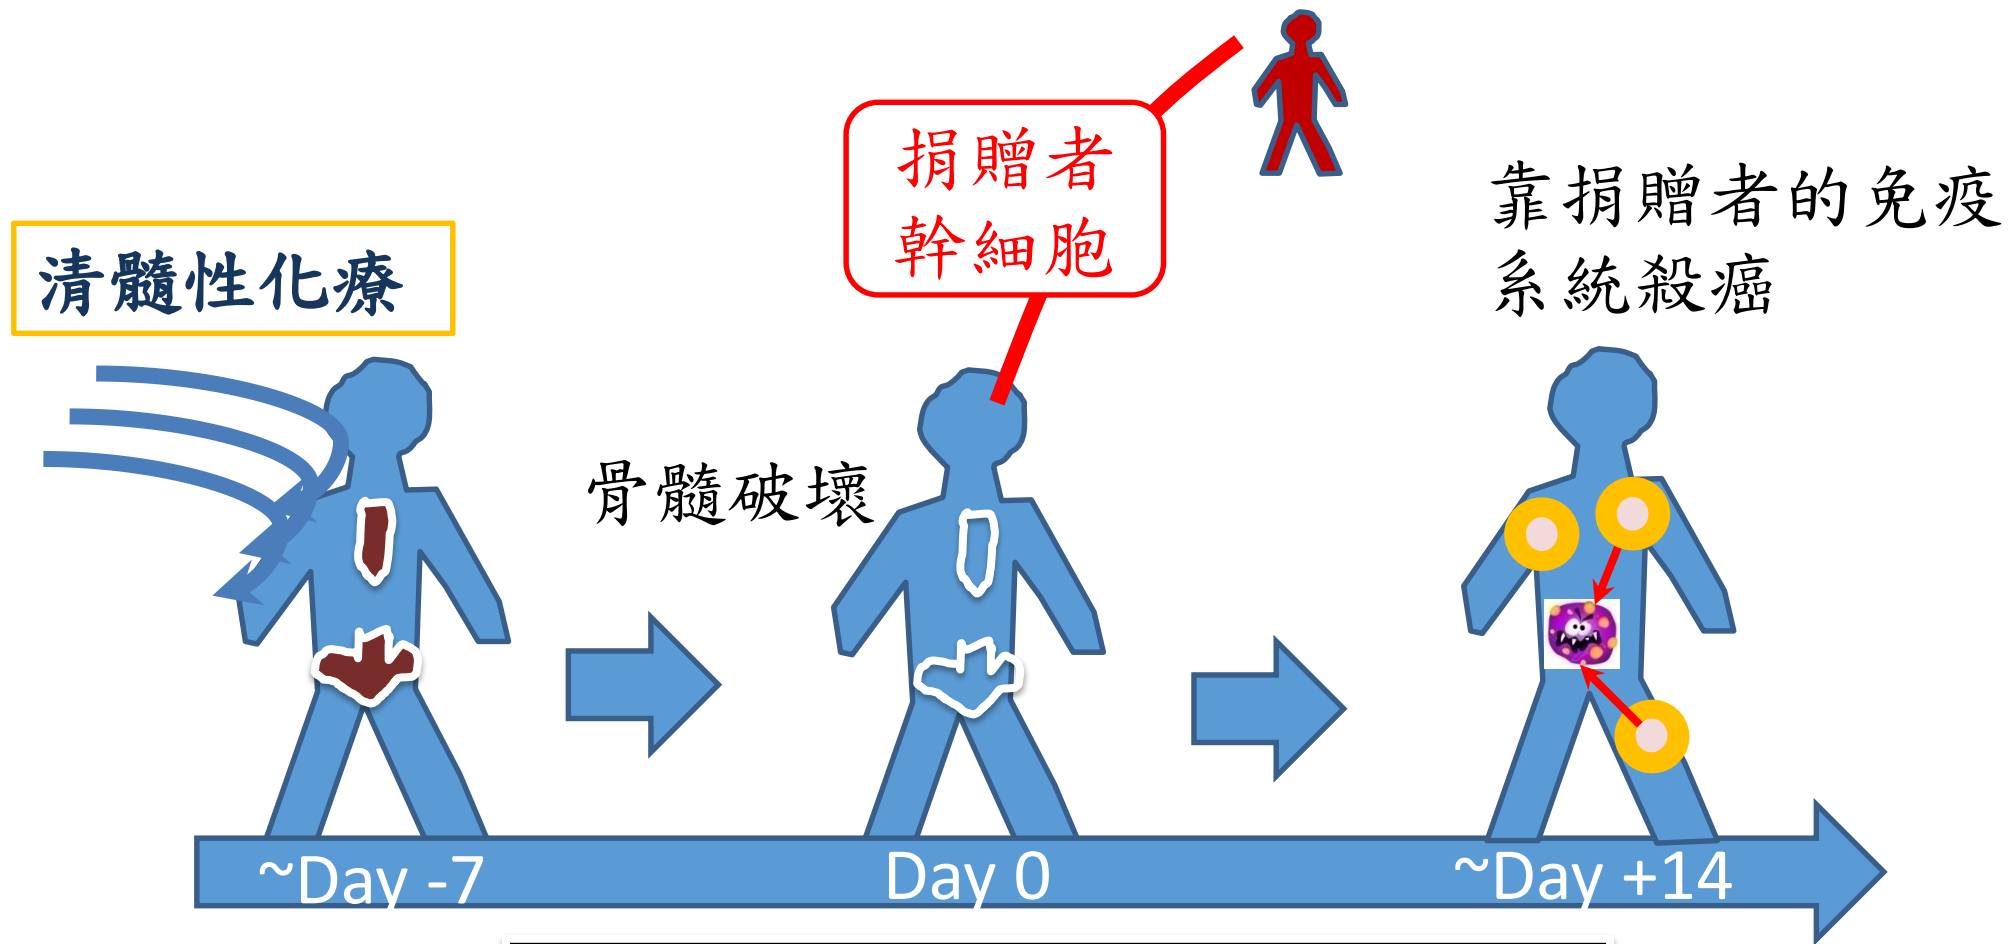 清髓性化療
捐贈者
幹細胞
靠捐贈者的免疫
系統殺癌
骨髓破壞
~Day -7
Day 0
~Day +14